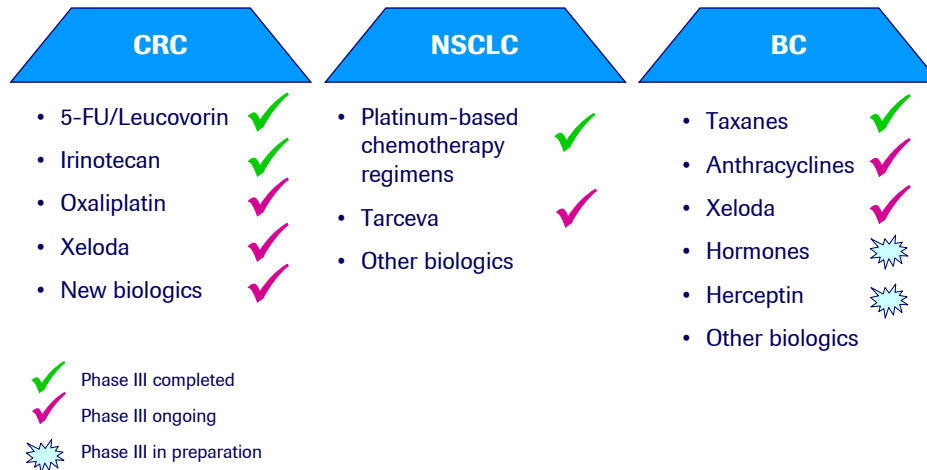 CRC
• 5-FU/Leucovorin
• Irinotecan
• Oxaliplatin
• Xeloda
• New biologics
NSCLC
• Platinum-based
chemotherapy
regimens
• Tarceva
• Other biologics
BC
• Taxanes
• Anthracyclines
• Xeloda
• Hormones
• Herceptin
• Other biologics
Phase III completed
Phase III ongoing
Phase III in preparation